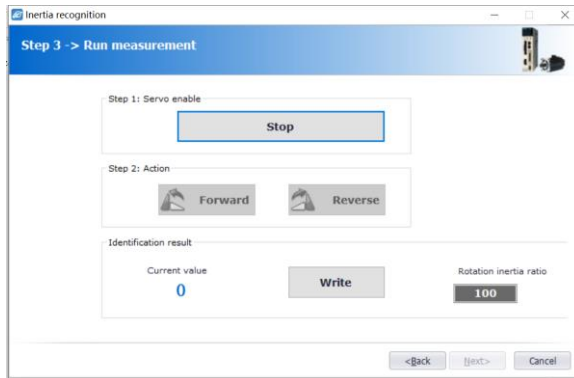 Inertia recognition
Step 3 -> Run measurement
Step 1: Servo enable
Stop
Step 2: Action
Forward Reverse
Identification result
Current value Rotation inertia ratio
0 Write 100
<Back Next> Cancel